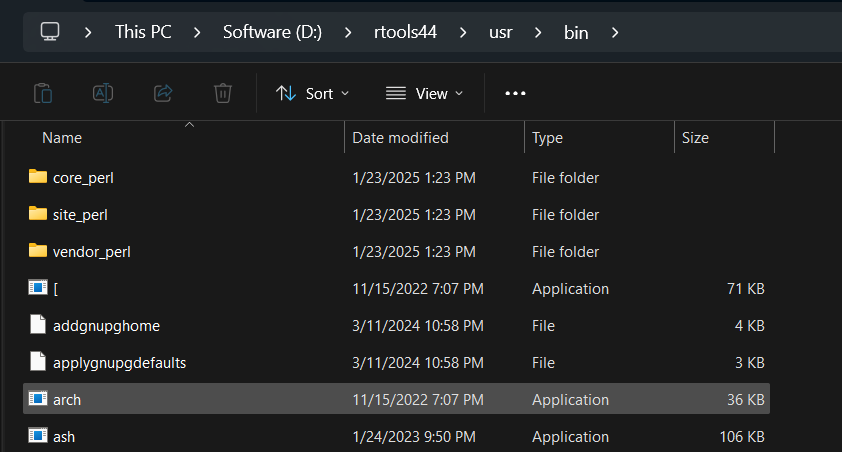 This PC > Software (D:) > rtools44 > usr > bin >
Sort View ...
Name Date modified Type Size
core_perl 1/23/2025 1:23 PM File folder
site_perl 1/23/2025 1:23 PM File folder
vendor_perl 1/23/2025 1:23 PM File folder
[ 11/15/2022 7:07 PM Application 71 KB
addgnupghome 3/11/2024 10:58 PM File 4 KB
applygnupgdefaults 3/11/2024 10:58 PM File 3 KB
arch 11/15/2022 7:07 PM Application 36 KB
ash 1/24/2023 9:50 PM Application 106 KB